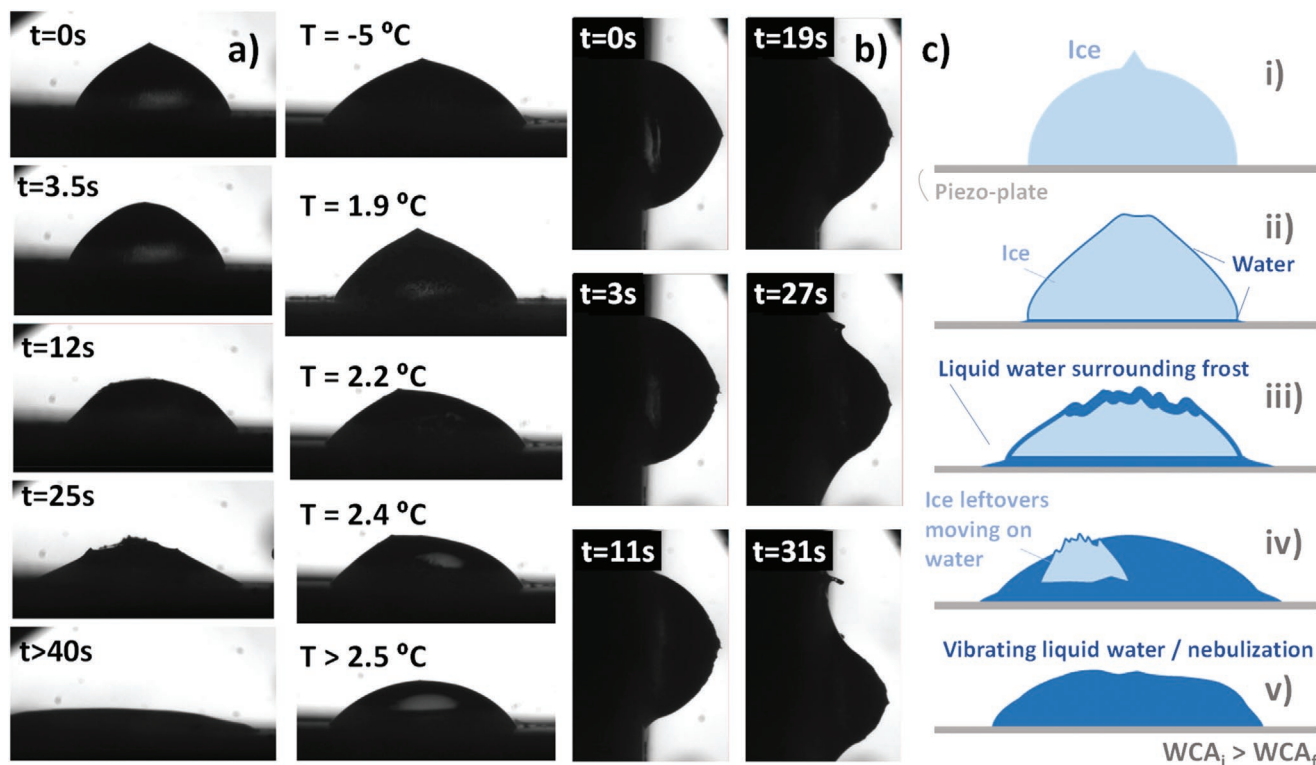 a)
t=0s
t=3.5s
t=12s
t=25s
t>40s
T = -5 ºC
T = 1.9 ºC
T = 2.2 ºC
T = 2.4 ºC
T > 2.5 ºC
b)
t=0s
t=19s
t=3s
t=27s
t=11s
t=31s
c)
Ice
i)
Piezo-plate
ii)
Ice
Water
Liquid water surrounding frost
iii)
Ice leftovers
moving on
water
iv)
Vibrating liquid water / nebulization
v)
WCAi > WCA